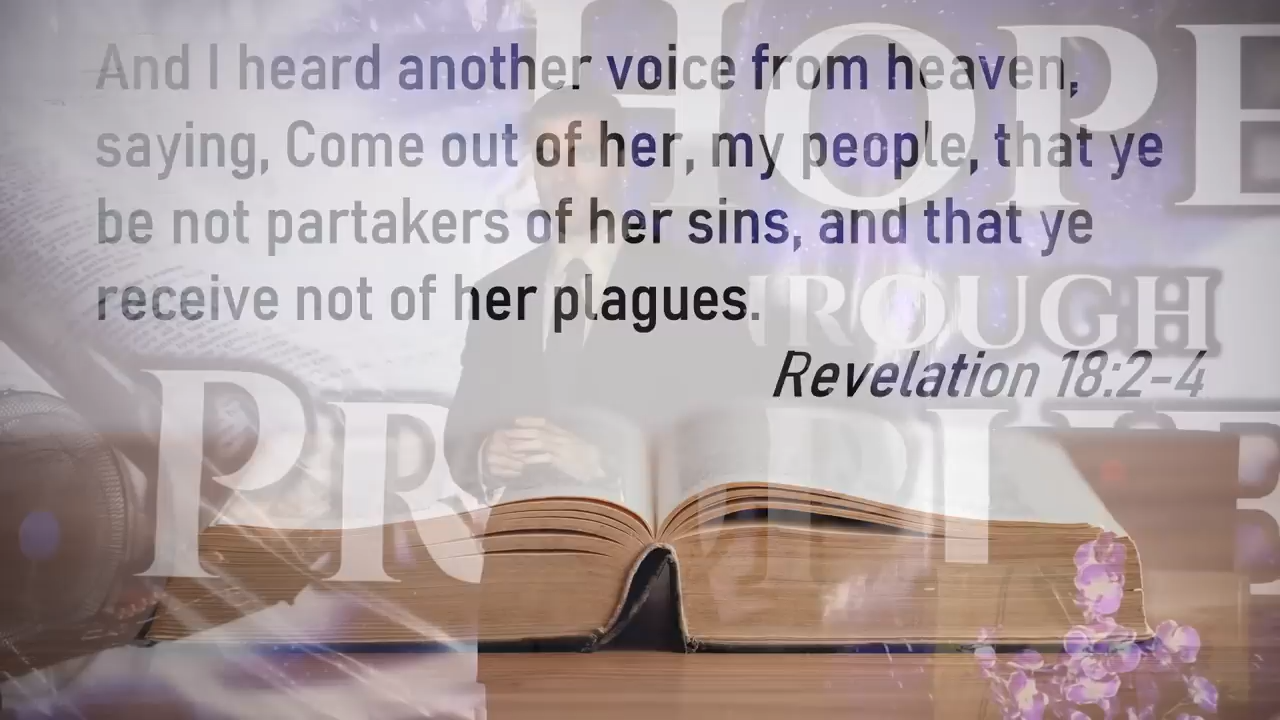 And I heard another voice from heaven,
saying, Come out of her, my people, that ye
be not partakers of her sins, and that ye
receive not of her plagues.
Revelation 18:2-4
HOPE